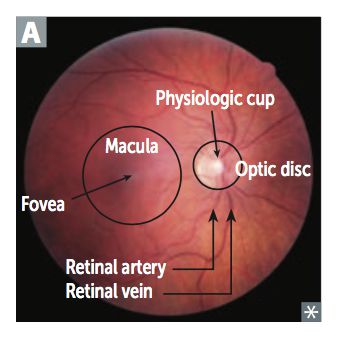 A
Physiologic cup
Macula
Optic disc
Fovea
Retinal artery
Retinal vein
*